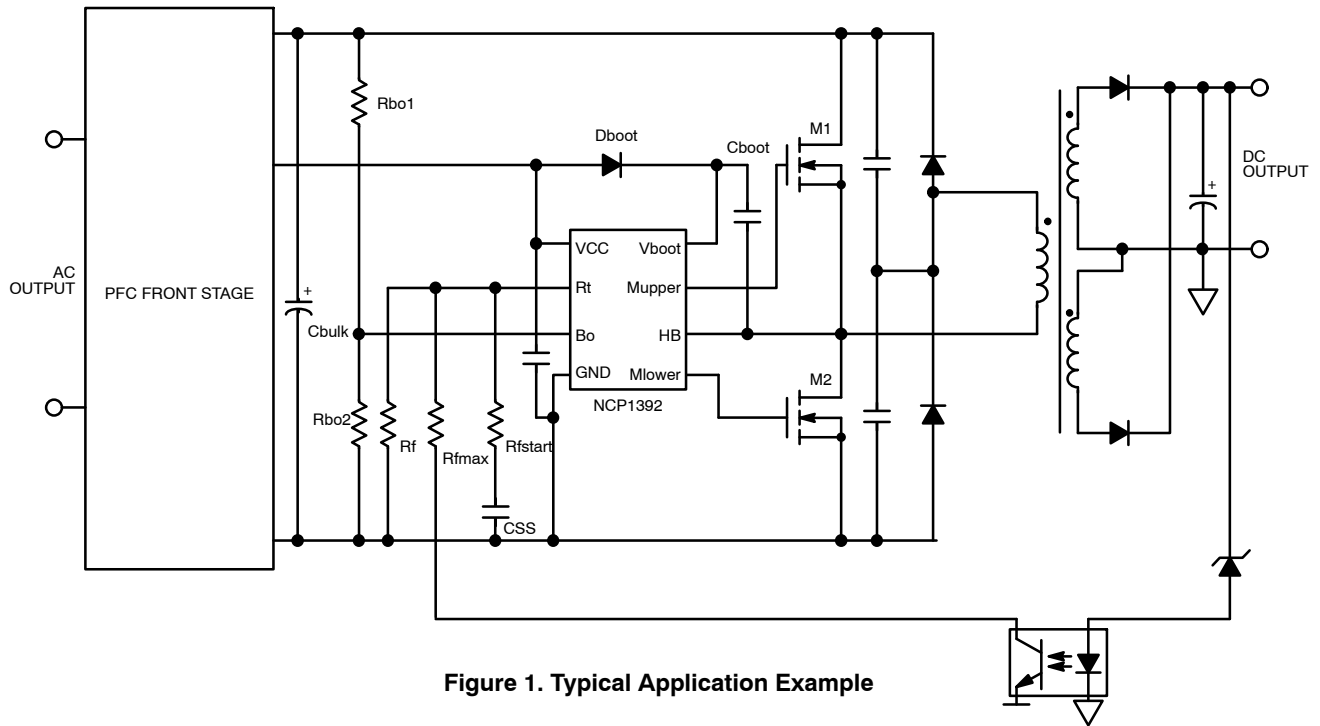 Rbo1
M1
Dboot
Cboot
DC
OUTPUT
+
VCC
Vboot
AC
OUTPUT
PFC FRONT STAGE
+
Rt
Mupper
Cbulk
Bo
HB
GND
Mlower
M2
NCP1392
Rbo2
Rf
Rfmax
Rfstart
CSS
Figure 1. Typical Application Example